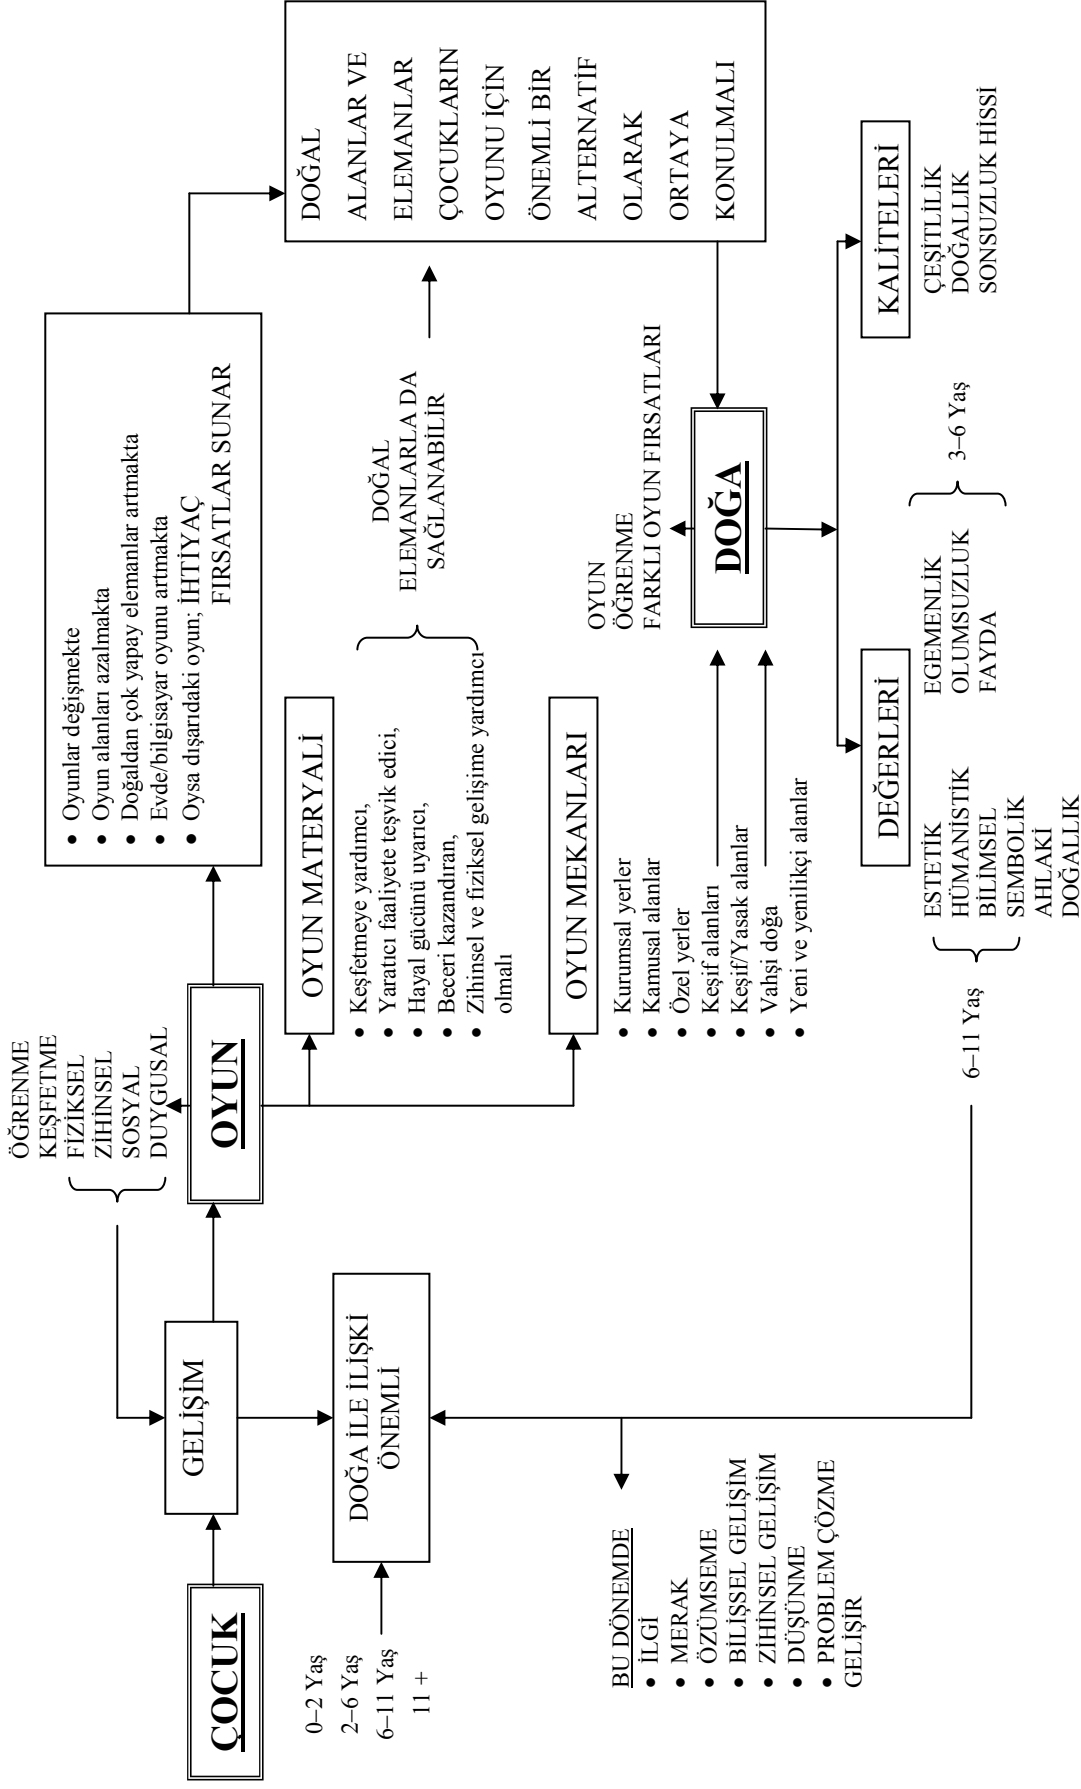 ÇOCUK
GELİŞİM
ÖĞRENME
KEŞFETME
FİZİKSEL
ZİHİNSEL
SOSYAL
DUYGUSAL
OYUN
• Oyunlar değişmekte
• Oyun alanları azalmakta
• Doğaldan çok yapay elemanlar artmakta
• Evde/bilgisayar oyunu artmakta
• Oysa dışarıdaki oyun; İHTİYAÇ
FIRSATLAR SUNAR
DOĞAL
ALANLAR VE
ELEMANLAR
ÇOCUKLARIN
OYUNU İÇİN
ÖNEMLİ BİR
ALTERNATİF
OLARAK
ORTAYA
KONULMALI
0–2 Yaş
2–6 Yaş
6–11 Yaş
11 +
DOĞA İLE İLİŞKİ
ÖNEMLİ
OYUN MATERYALİ
• Keşfetmeye yardımcı,
• Yaratıcı faaliyete teşvik edici,
• Hayal gücünü uyarıcı,
• Beceri kazandıran,
• Zihinsel ve fiziksel gelişime yardımcı
olmalı
DOĞAL
ELEMANLARLA DA
SAĞLANABİLİR
OYUN MEKANLARI
• Kurumsal yerler
• Kamusal alanlar
• Özel yerler
• Keşif alanları
• Keşif/Yasak alanlar
• Vahşi doğa
• Yeni ve yenilikçi alanlar
OYUN
ÖĞRENME
FARKLI OYUN FIRSATLARI
DOĞA
BU DÖNEMDE
• İLGİ
• MERAK
• ÖZÜMSEME
• BİLİŞSEL GELİŞİM
• ZİHİNSEL GELİŞİM
• DÜŞÜNME
• PROBLEM ÇÖZME
GELİŞİR
DEĞERLERİ
KALİTELERİ
6–11 Yaş
ESTETİK
HÜMANİSTİK
BİLİMSEL
SEMBOLİK
AHLAKİ
DOĞALLIK
EGEMENLİK
OLUMSUZLUK
FAYDA
3–6 Yaş
ÇEŞİTLİLİK
DOĞALLIK
SONSUZLUK HİSSİ